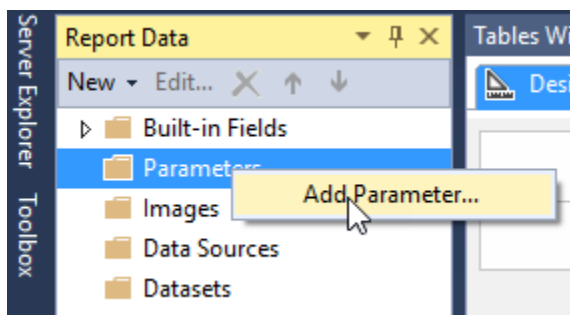 Server Explorer
Toolbox
Report Data
New Edit...
Built-in Fields
Parameters
Add Parameter...
Images
Data Sources
Datasets
Tables Wi
Desi